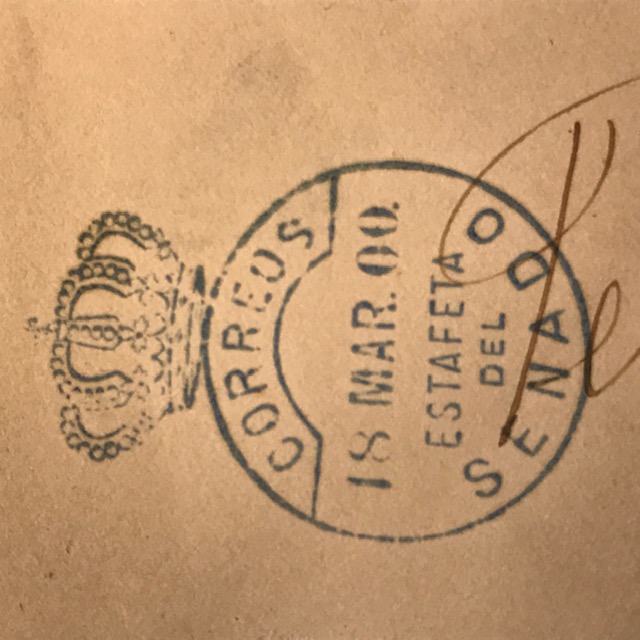 CORREOS
18 MAR. 00.
ESTAFETA
DEL
SENADO